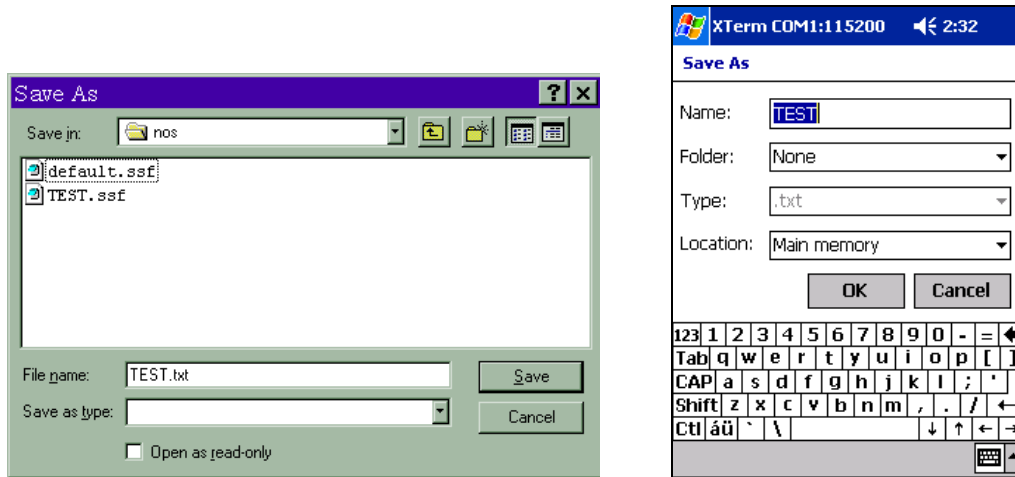 Save As
Save in: nos
default.ssf
TEST.ssf
File name: TEST.txt Save
Save as type: Cancel
Open as read-only
XTerm COM1:115200 2:32
Save As
Name: TEST
Folder: None
Type: .txt
Location: Main memory
OK Cancel
123 1 2 3 4 5 6 7 8 9 0 - =
Tab q w e r t y u i o p [ ]
CAP a s d f g h j k l ; '
Shift z x c v b n m , . / ←
Ctl áü ` \ ↓ ↑ ← →